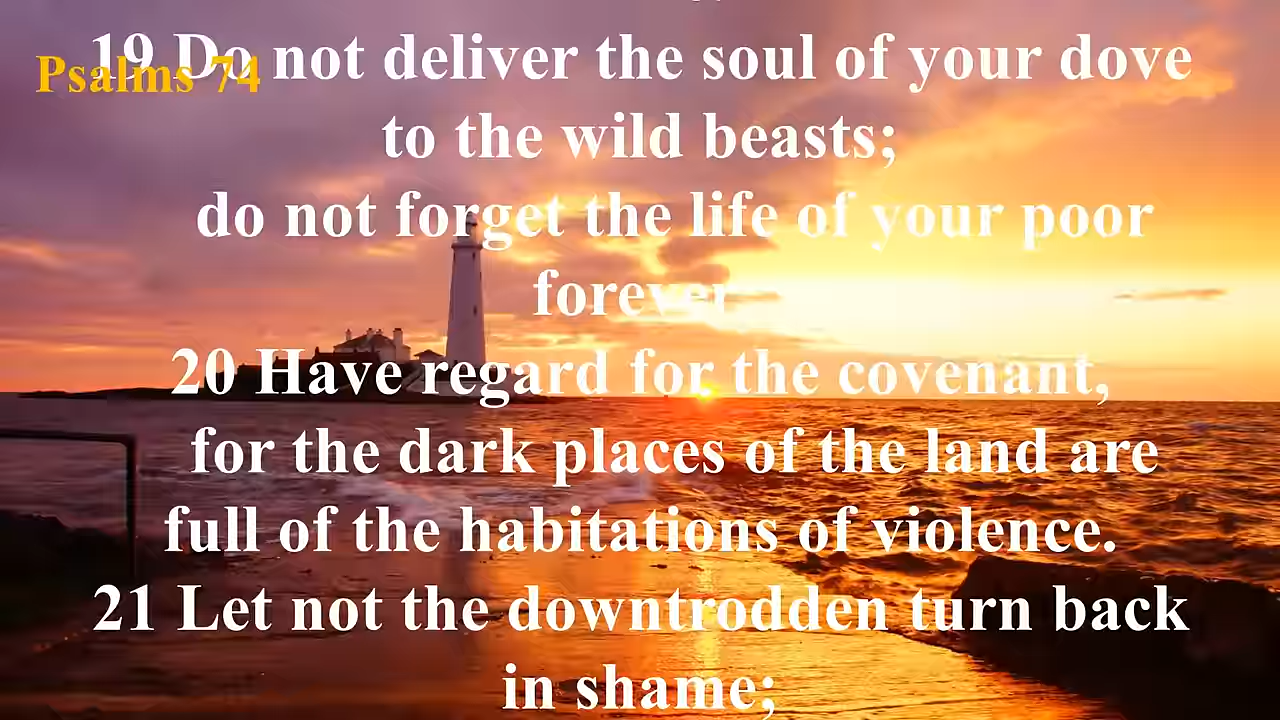 Psalms 74
19 Do not deliver the soul of your dove
to the wild beasts;
do not forget the life of your poor
forever.
20 Have regard for the covenant,
for the dark places of the land are
full of the habitations of violence.
21 Let not the downtrodden turn back
in shame;